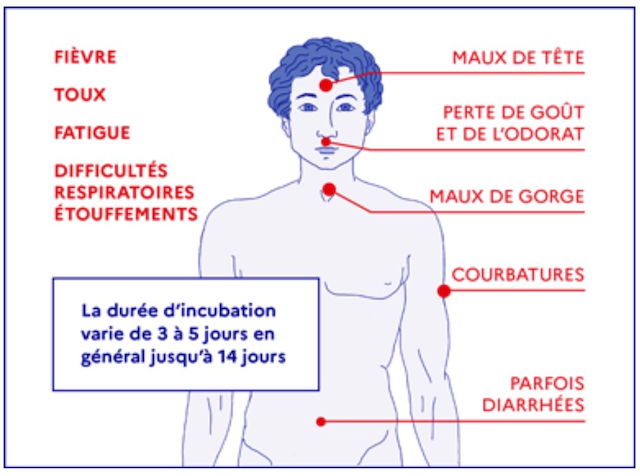 FIÈVRE
TOUX
FATIGUE
DIFFICULTÉS
RESPIRATOIRES
ÉTOUFFEMENTS
MAUX DE TÊTE
PERTE DE GOÛT
ET DE L'ODORAT
MAUX DE GORGE
COURBATURES
PARFOIS
DIARRHÉES
La durée d'incubation
varie de 3 à 5 jours en
général jusqu'à 14 jours